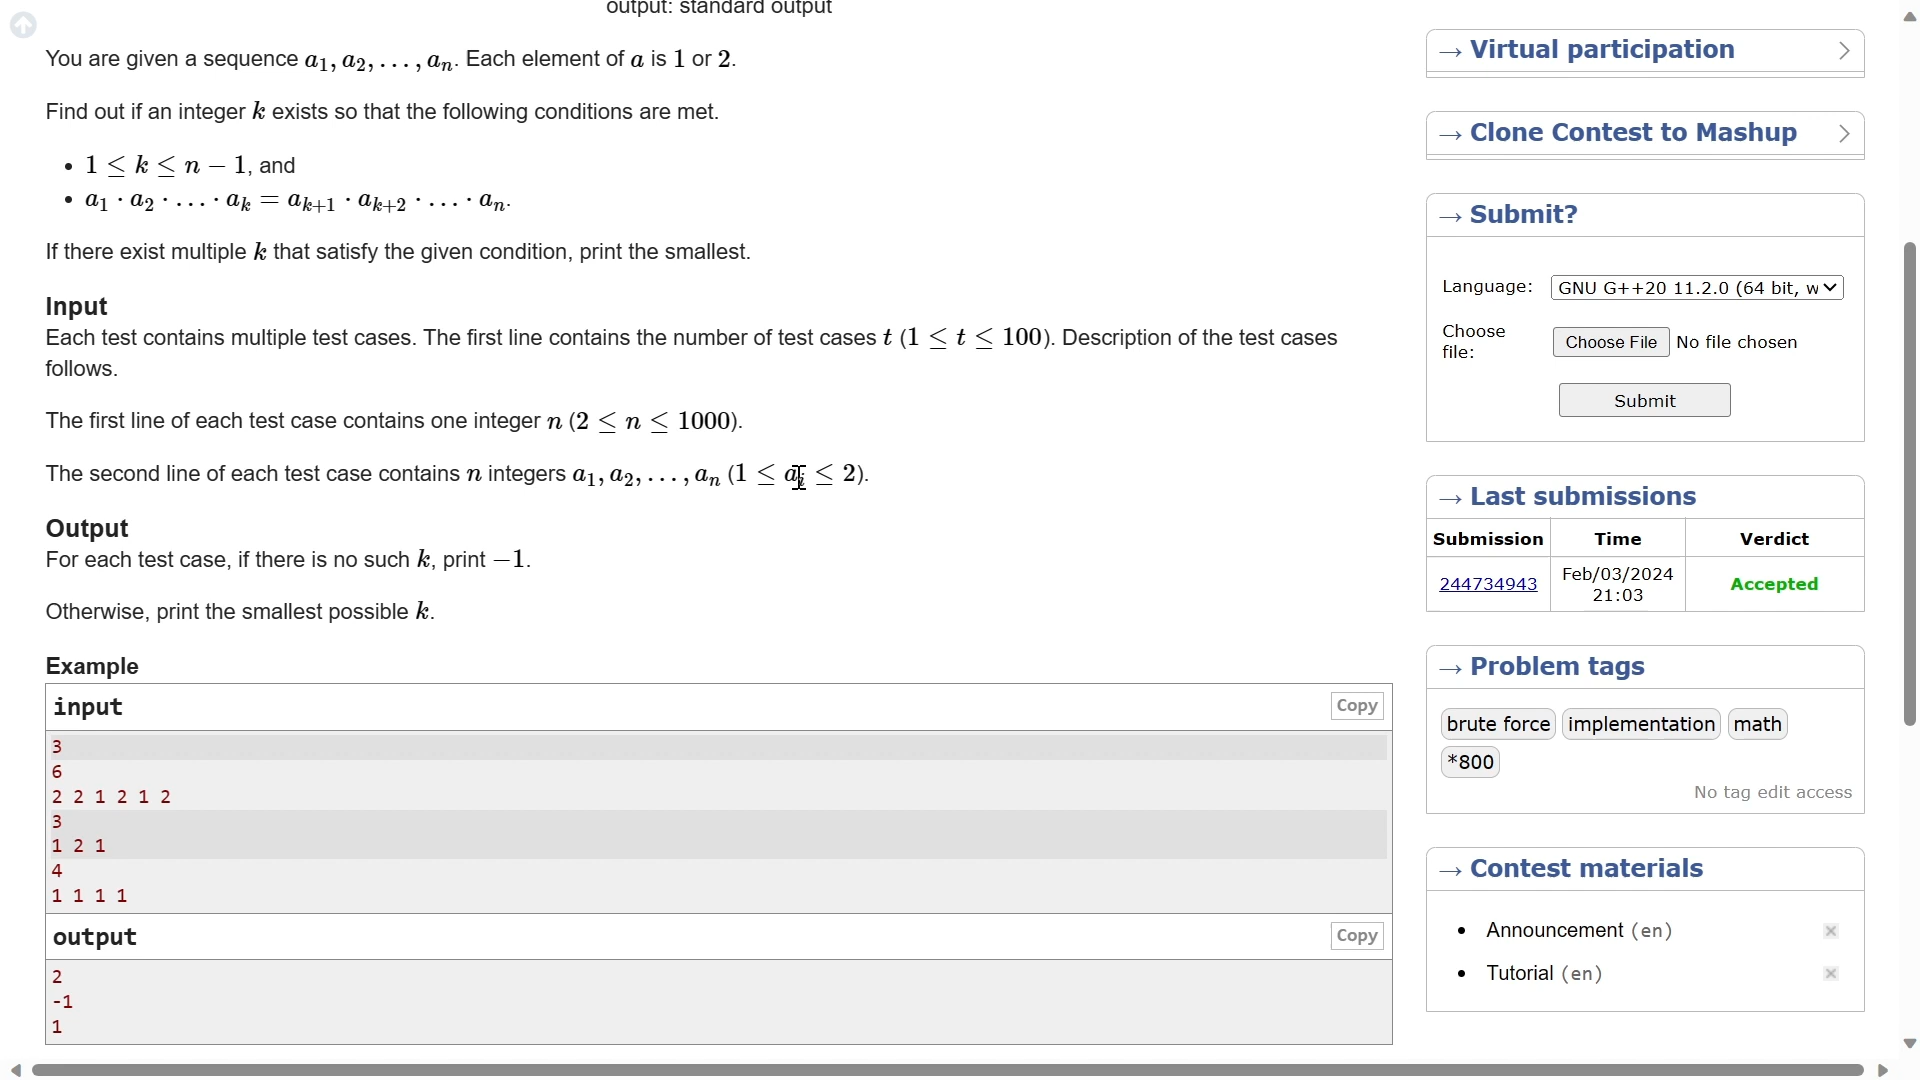 output: standard output
You are given a sequence a₁, a₂, . . . , aₙ. Each element of a is 1 or 2.
Find out if an integer k exists so that the following conditions are met.
• 1 ≤ k ≤ n − 1, and
• a₁ · a₂ · . . . · aₖ = aₖ₊₁ · aₖ₊₂ · . . . · aₙ.
If there exist multiple k that satisfy the given condition, print the smallest.
Input
Each test contains multiple test cases. The first line contains the number of test cases t (1 ≤ t ≤ 100). Description of the test cases
follows.
The first line of each test case contains one integer n (2 ≤ n ≤ 1000).
The second line of each test case contains n integers a₁, a₂, . . . , aₙ (1 ≤ aᵢ ≤ 2).
Output
For each test case, if there is no such k, print −1.
Otherwise, print the smallest possible k.
Example
input
Copy
3
6
2 2 1 2 1 2
3
1 2 1
4
1 1 1 1
output
Copy
2
-1
1
→ Virtual participation
→ Clone Contest to Mashup
→ Submit?
Language: GNU G++20 11.2.0 (64 bit, w
Choose
file:
Choose File No file chosen
Submit
→ Last submissions
Submission Time Verdict
244734943 Feb/03/2024 21:03 Accepted
→ Problem tags
brute force implementation math
*800
No tag edit access
→ Contest materials
• Announcement (en) ×
• Tutorial (en) ×